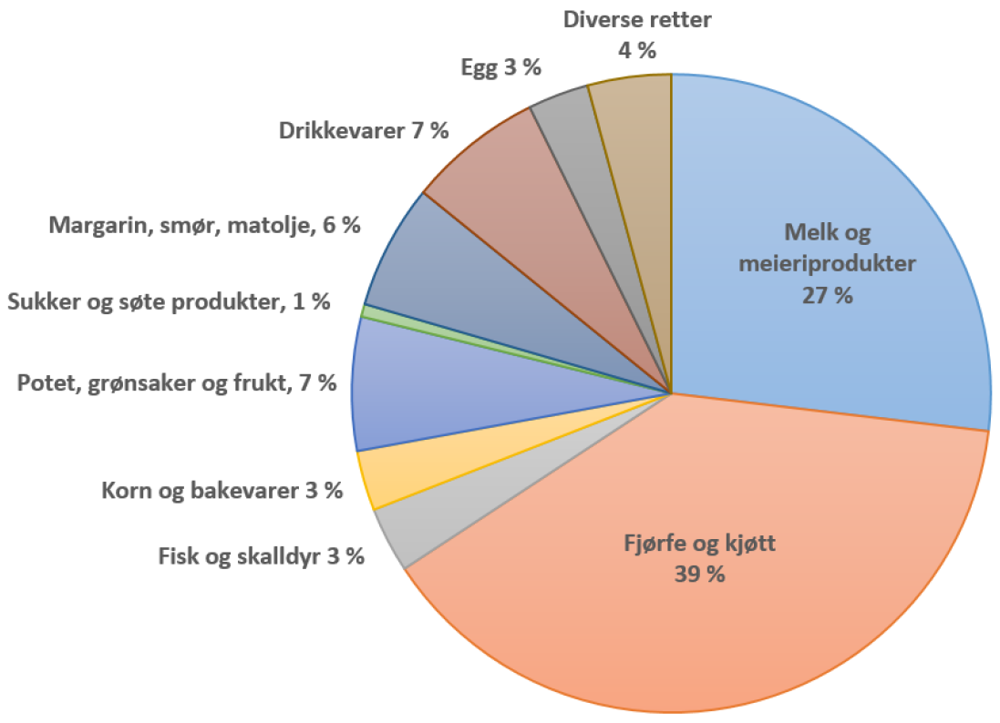 Diverse retter
4 %
Egg 3 %
Drikkevarer 7 %
Margarin, smør, matolje, 6 %
Melk og
meieriprodukter
27 %
Sukker og søte produkter, 1 %
Potet, grønsaker og frukt, 7 %
Korn og bakevarer 3 %
Fisk og skalldyr 3 %
Fjørfe og kjøtt
39 %